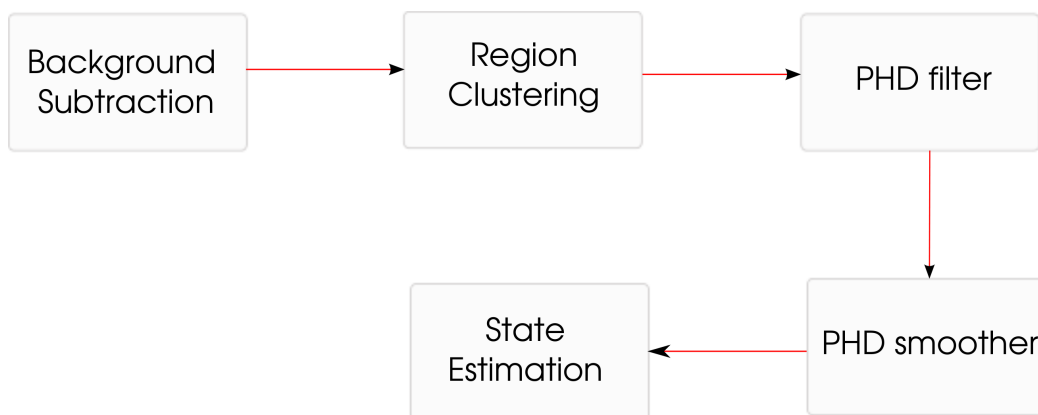 Background
Subtraction
Region
Clustering
PHD filter
PHD smoother
State
Estimation